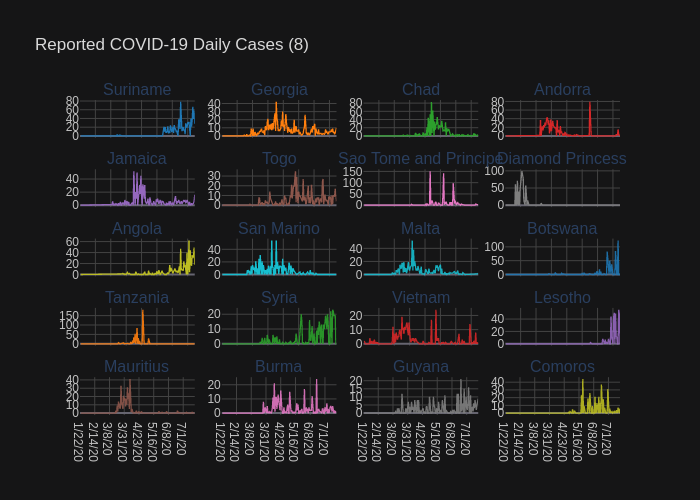 Reported COVID-19 Daily Cases (8)
Suriname Georgia Chad Andorra
80 60 40 20 0
40 30 20 10 0
80 60 40 20 0
80 60 40 20 0
Jamaica Togo Sao Tome and Principe Diamond Princess
40 20 0
30 20 10 0
150 100 50 0
100 50 0
Angola San Marino Malta Botswana
60 40 20 0
40 20 0
40 20 0
100 50 0
Tanzania Syria Vietnam Lesotho
150 100 50 0
20 10 0
20 10 0
40 20 0
Mauritius Burma Guyana Comoros
40 30 20 10 0
20 10 0
20 15 10 5 0
40 30 20 10 0
1/22/20 2/14/20 3/8/20 3/31/20 4/23/20 5/16/20 6/8/20 7/1/20
1/22/20 2/14/20 3/8/20 3/31/20 4/23/20 5/16/20 6/8/20 7/1/20
1/22/20 2/14/20 3/8/20 3/31/20 4/23/20 5/16/20 6/8/20 7/1/20
1/22/20 2/14/20 3/8/20 3/31/20 4/23/20 5/16/20 6/8/20 7/1/20